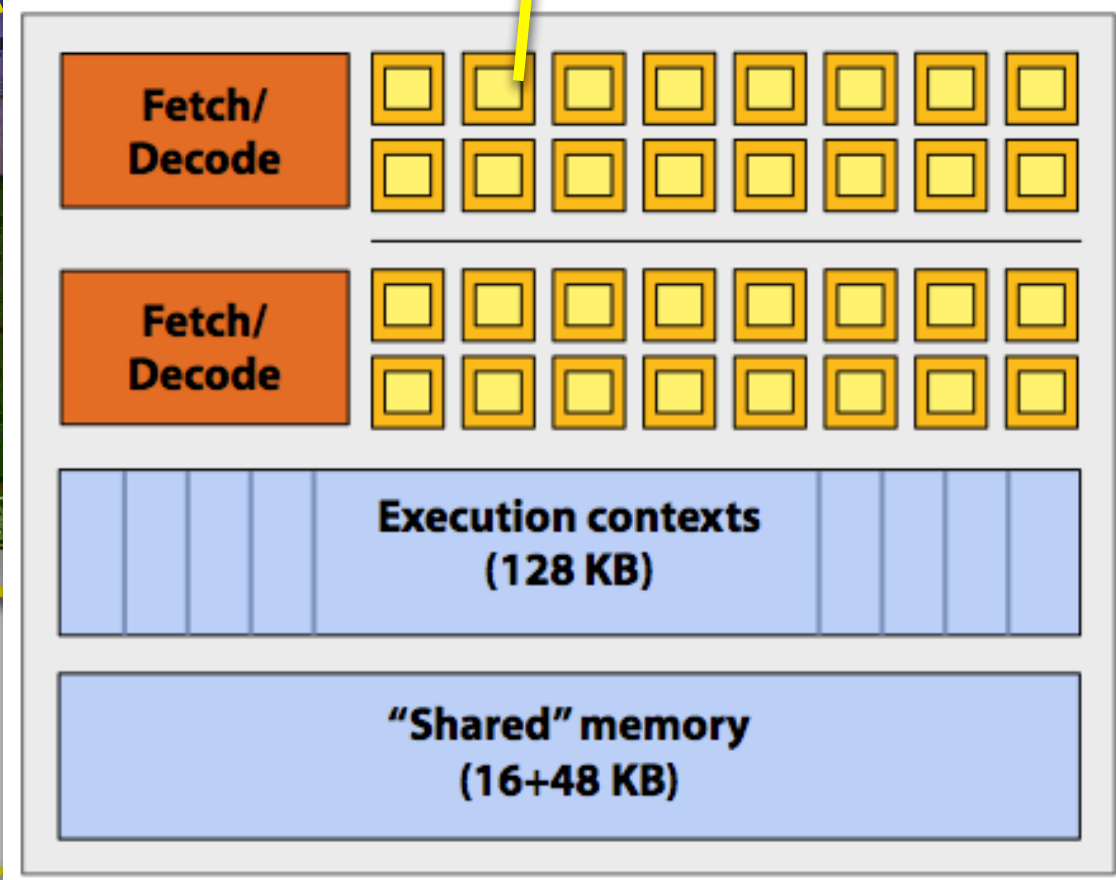 Fetch/
Decode
Fetch/
Decode
Execution contexts
(128 KB)
“Shared” memory
(16+48 KB)